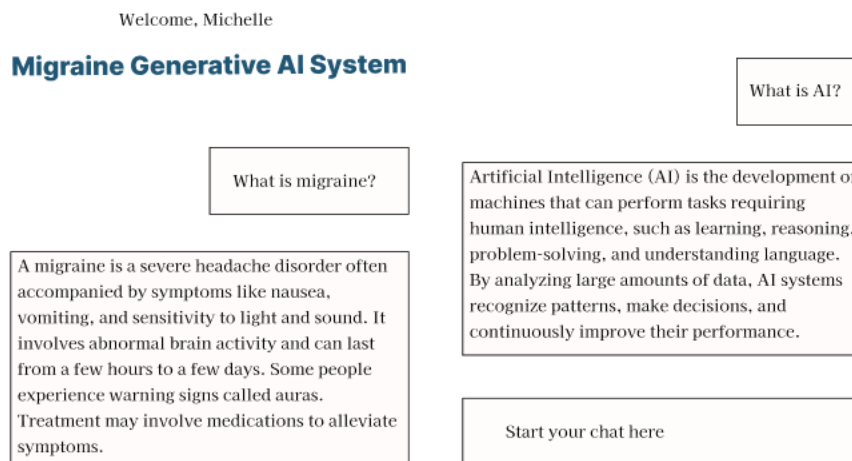 Welcome, Michelle
Migraine Generative AI System
What is migraine?
A migraine is a severe headache disorder often
accompanied by symptoms like nausea,
vomiting, and sensitivity to light and sound. It
involves abnormal brain activity and can last
from a few hours to a few days. Some people
experience warning signs called auras.
Treatment may involve medications to alleviate
symptoms.
What is AI?
Artificial Intelligence (AI) is the development of
machines that can perform tasks requiring
human intelligence, such as learning, reasoning,
problem-solving, and understanding language.
By analyzing large amounts of data, AI systems
recognize patterns, make decisions, and
continuously improve their performance.
Start your chat here